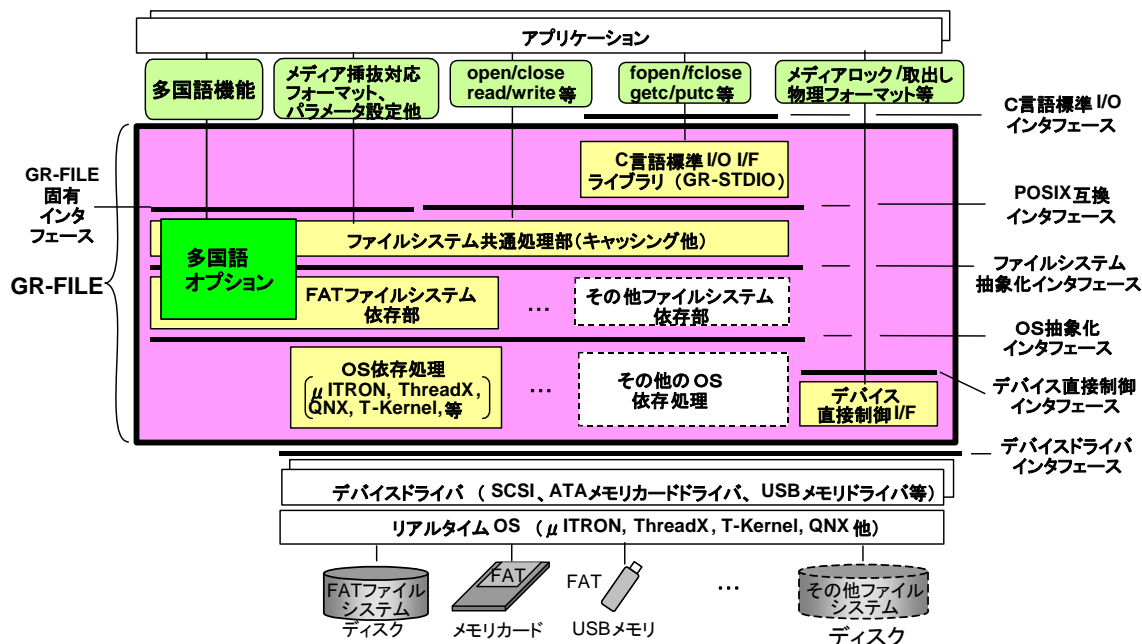 アプリケーション
多国語機能
メディア挿抜対応
フォーマット、
パラメータ設定他
open/close
read/write 等
fopen/fclose
getc/putc等
メディアロック/取出し
物理フォーマット等
C言語標準 I/O
インタフェース
C言語標準 I/O I/F
ライブラリ（GR-STDIO）
GR-FILE
固有
インタ
フェース
POSIX互換
インタフェース
ファイルシステム共通処理部(キャッシング他)
多国語
オプション
GR-FILE
ファイルシステム
抽象化インタフェース
FATファイルシステム
依存部
…
その他ファイルシステム
依存部
OS抽象化
インタフェース
OS依存処理
(μITRON, ThreadX,
QNX, T-Kernel,等)
…
その他の OS
依存処理
デバイス直接制御
インタフェース
デバイス
直接制御 I/F
デバイスドライバ
インタフェース
デバイスドライバ （ SCSI、ATAメモリカードドライバ、 USBメモリドライバ等）
リアルタイム OS （ μ ITRON, ThreadX, T-Kernel, QNX 他）
FATファイル
システム
ディスク
FAT
メモリカード
FAT
USBメモリ
…
その他ファイル
システム
ディスク